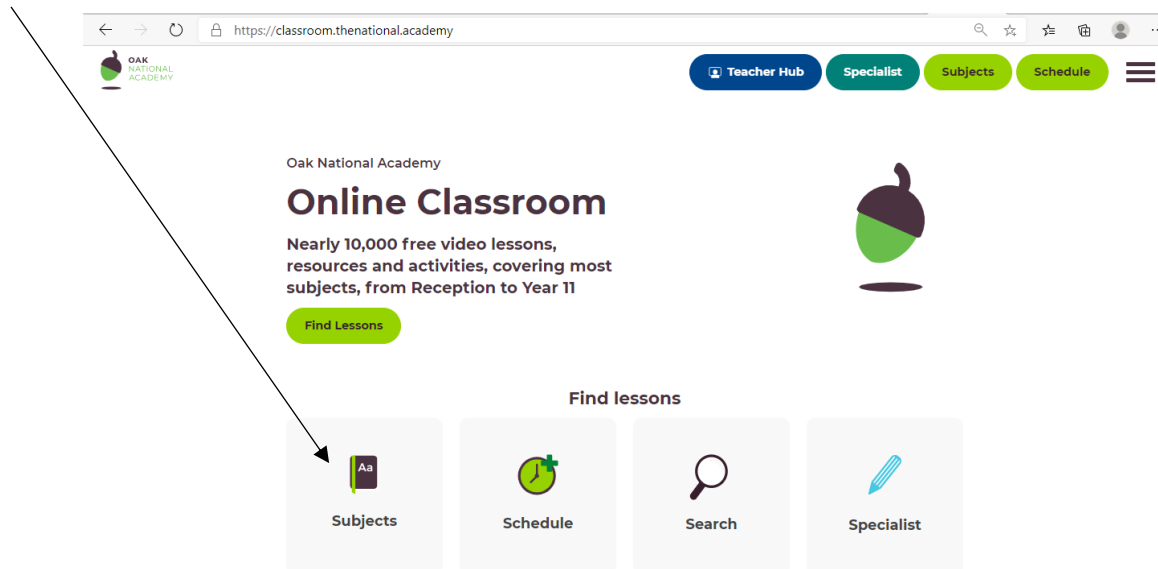 https://classroom.thenational.academy
OAK
NATIONAL
ACADEMY
Teacher Hub
Specialist
Subjects
Schedule
Oak National Academy
Online Classroom
Nearly 10,000 free video lessons,
resources and activities, covering most
subjects, from Reception to Year 11
Find Lessons
Find lessons
Aa
Subjects
Schedule
Search
Specialist